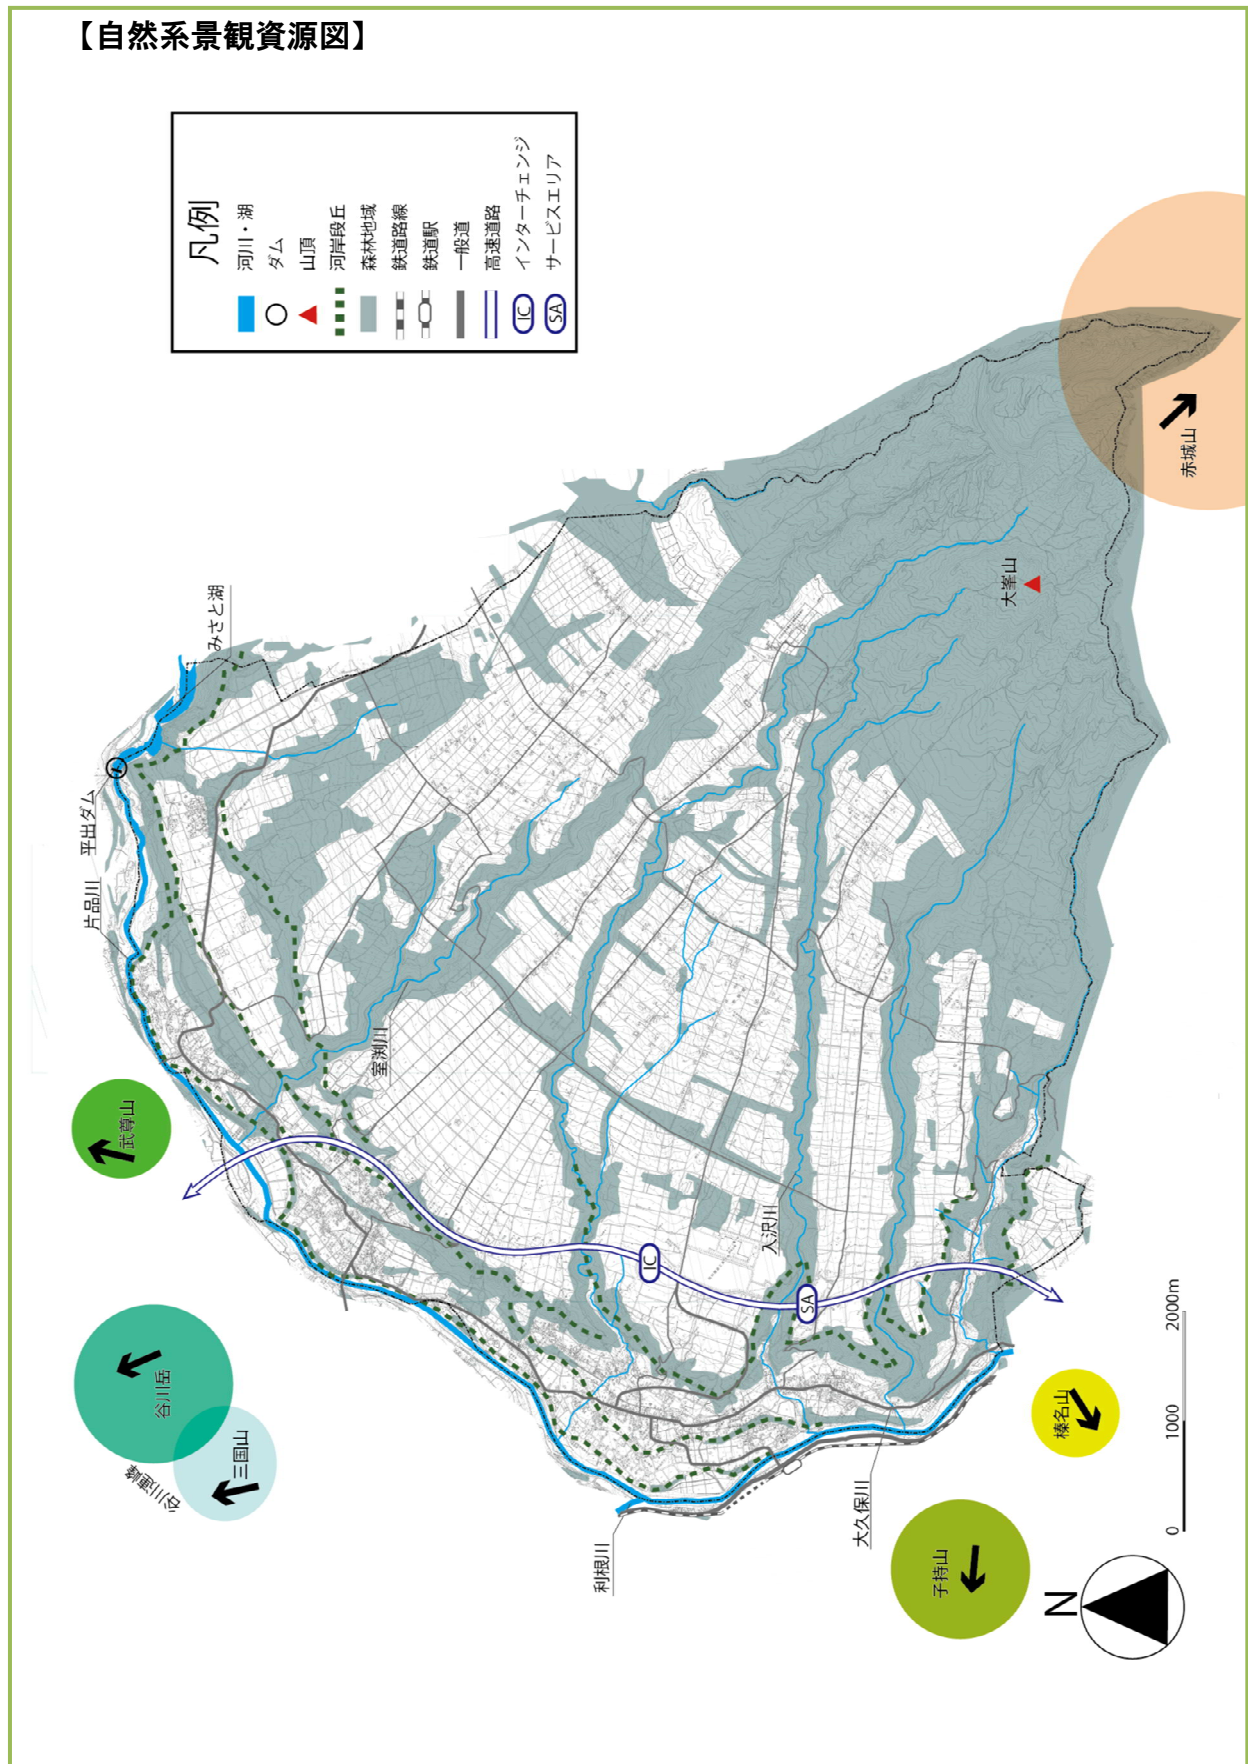 【自然系景観資源図】
凡例
河川・湖
ダム
山頂
河岸段丘
森林地域
鉄道路線
鉄道駅
一般道
高速道路
IC
インターチェンジ
SA
サービスエリア
みさと湖
平出ダム
片品川
武尊山
室渕川
谷川岳
三国山
谷川連峰
赤城山
大峯山
入沢川
IC
SA
利根川
大久保川
榛名山
子持山
N
0
1000
2000m